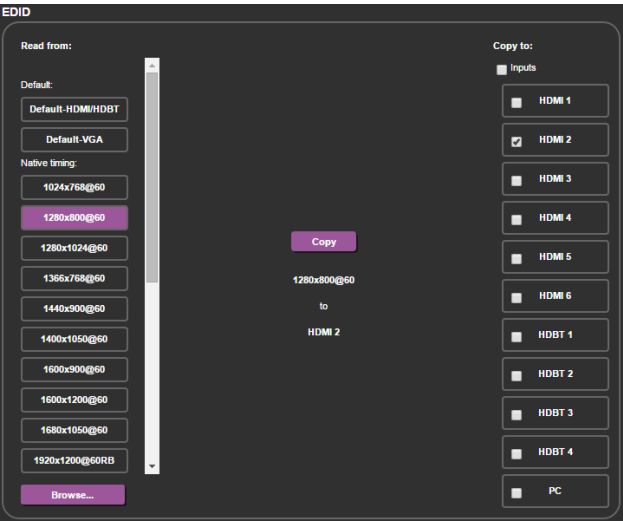 EDID
Read from:
Default:
Default-HDMI/HDBT
Default-VGA
Native timing:
1024x768@60
1280x800@60
1280x1024@60
1366x768@60
1440x900@60
1400x1050@60
1600x900@60
1600x1200@60
1680x1050@60
1920x1200@60RB
Browse...
Copy
1280x800@60
to
HDMI 2
Copy to:
Inputs
HDMI 1
HDMI 2
HDMI 3
HDMI 4
HDMI 5
HDMI 6
HDBT 1
HDBT 2
HDBT 3
HDBT 4
PC